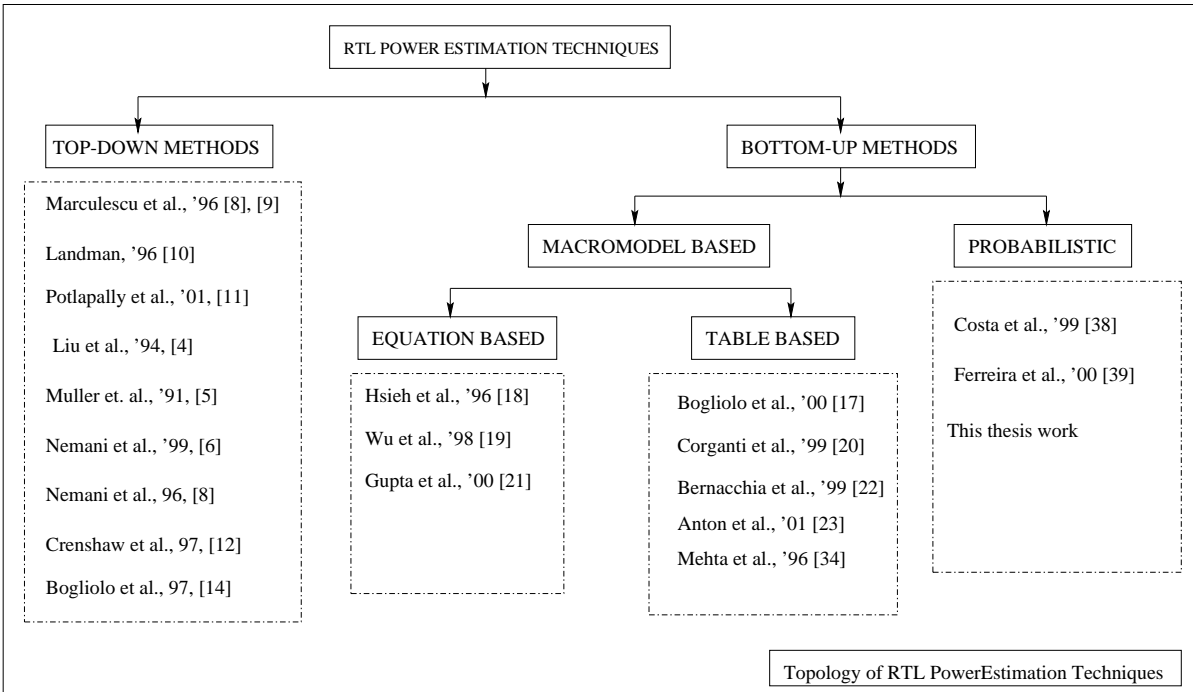 RTL POWER ESTIMATION TECHNIQUES
TOP-DOWN METHODS
Marculescu et al., '96 [8], [9]
Landman, '96 [10]
Potlapally et al., '01, [11]
Liu et al., '94, [4]
Muller et. al., '91, [5]
Nemani et al., '99, [6]
Nemani et al., 96, [8]
Crenshaw et al., 97, [12]
Bogliolo et al., 97, [14]
BOTTOM-UP METHODS
MACROMODEL BASED
EQUATION BASED
Hsieh et al., '96 [18]
Wu et al., '98 [19]
Gupta et al., '00 [21]
TABLE BASED
Bogliolo et al., '00 [17]
Corganti et al., '99 [20]
Bernacchia et al., '99 [22]
Anton et al., '01 [23]
Mehta et al., '96 [34]
PROBABILISTIC
Costa et al., '99 [38]
Ferreira et al., '00 [39]
This thesis work
Topology of RTL PowerEstimation Techniques